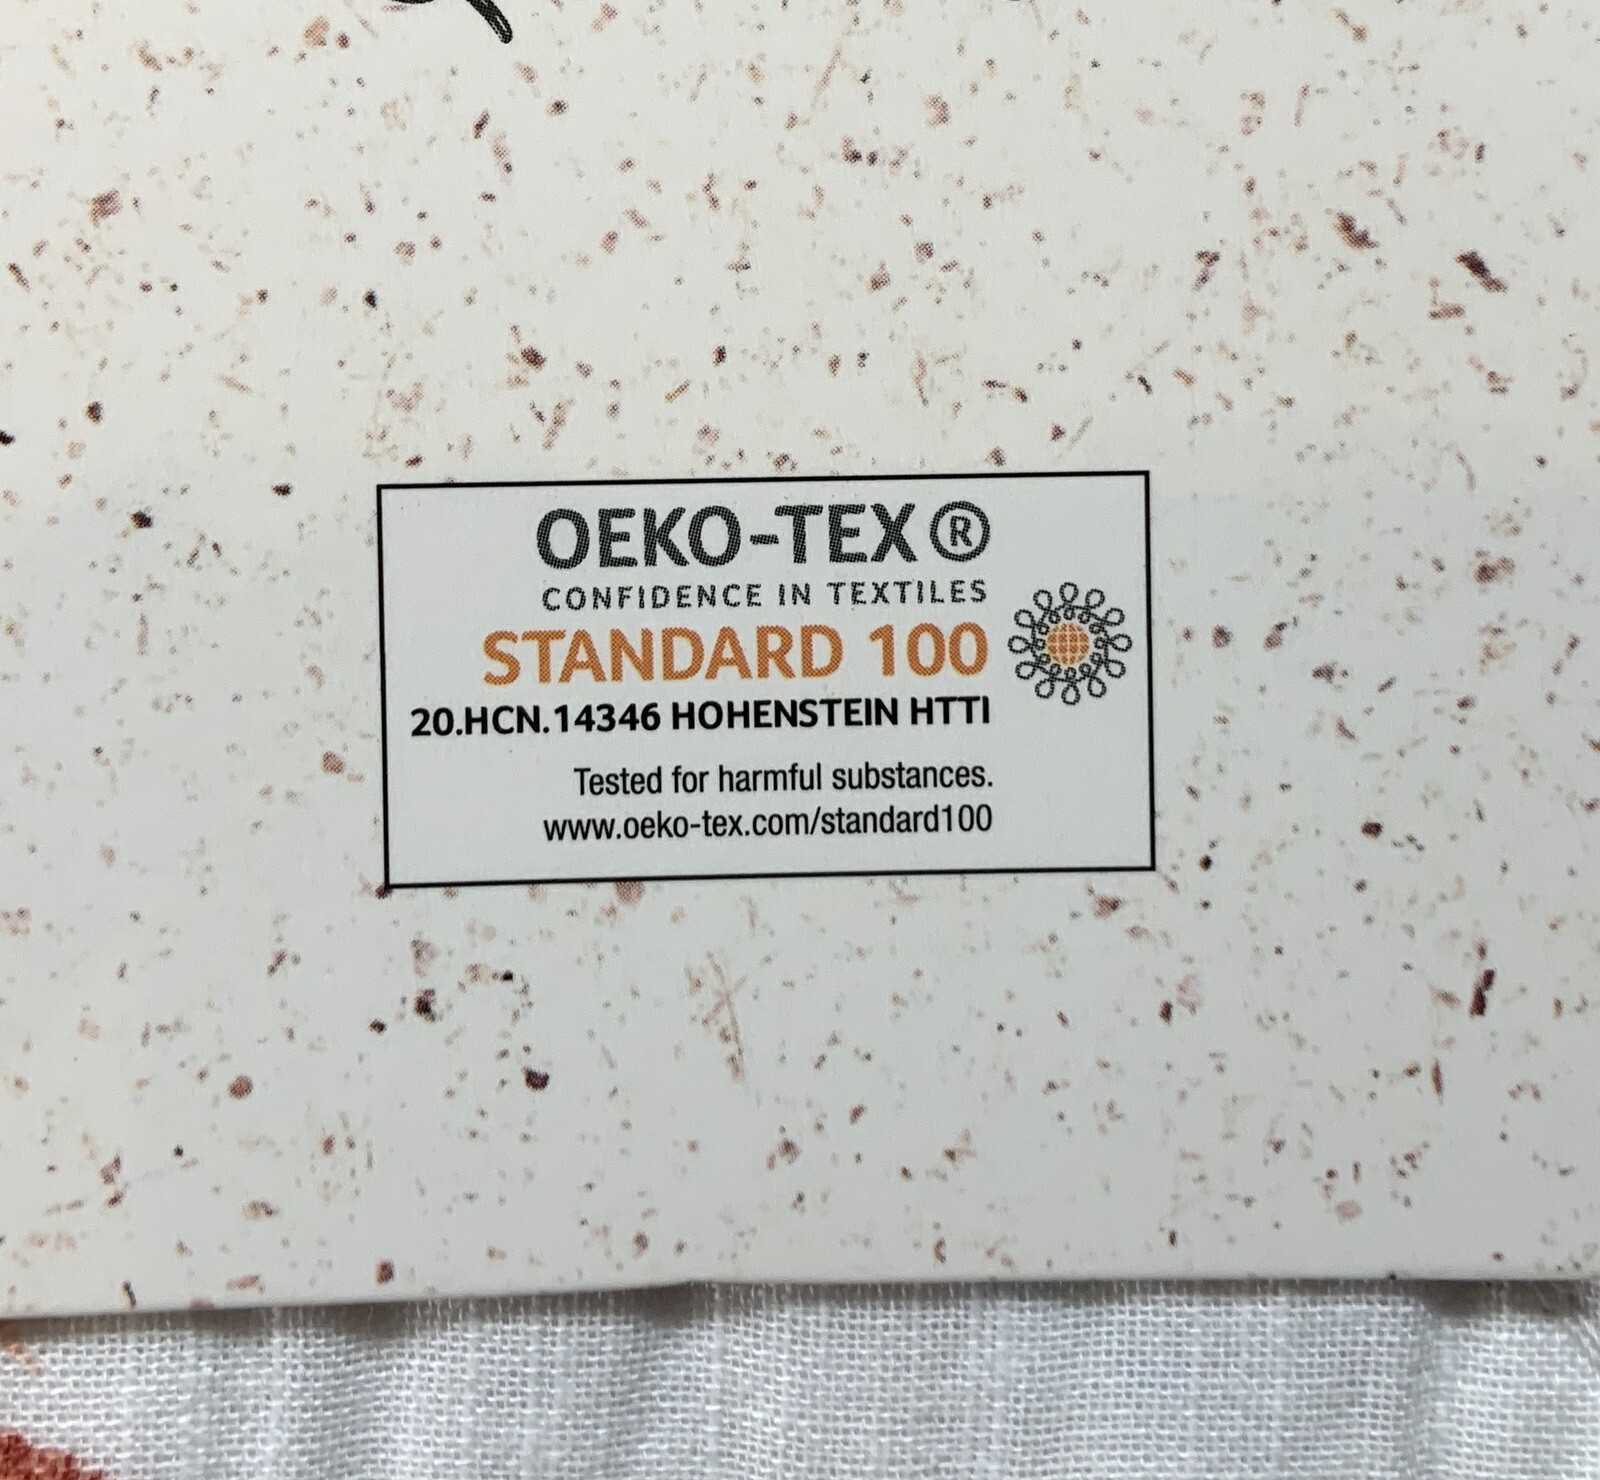 OEKO-TEX®
CONFIDENCE IN TEXTILES
STANDARD 100
20.HCN.14346 HOHENSTEIN HTTI
Tested for harmful substances.
www.oeko-tex.com/standard100